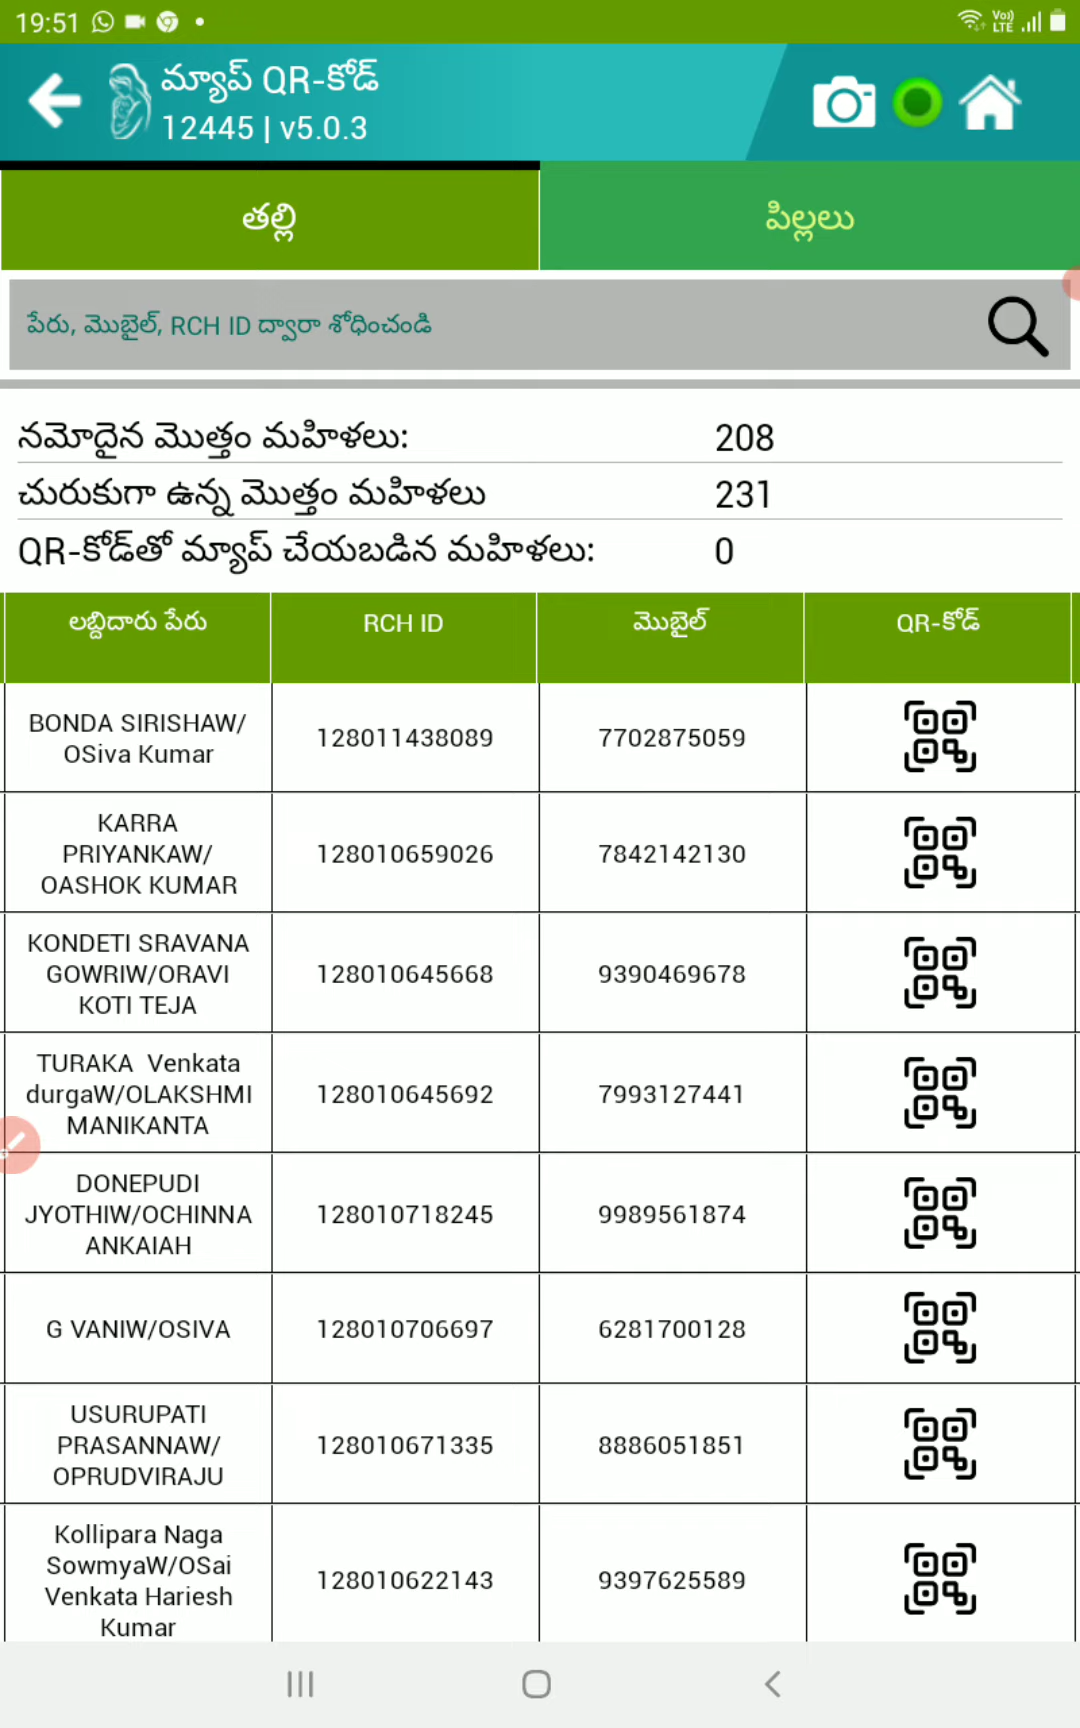 19:51
Vo)) LTE
మ్యాప్ QR-కోడ్
12445 | v5.0.3
తల్లి
పిల్లలు
పేరు, మొబైల్, RCH ID ద్వారా శోధించండి
నమోదైన మొత్తం మహిళలు: 208
చురుకుగా ఉన్న మొత్తం మహిళలు 231
QR-కోడ్‌తో మ్యాప్ చేయబడిన మహిళలు: 0
లబ్ధిదారు పేరు RCH ID మొబైల్ QR-కోడ్
BONDA SIRISHAW/
OSiva Kumar
128011438089 7702875059
KARRA
PRIYANKAW/
OASHOK KUMAR
128010659026 7842142130
KONDETI SRAVANA
GOWRIW/ORAVI
KOTI TEJA
128010645668 9390469678
TURAKA Venkata
durgaW/OLAKSHMI
MANIKANTA
128010645692 7993127441
DONEPUDI
JYOTHIW/OCHINNA
ANKAIAH
128010718245 9989561874
G VANIW/OSIVA 128010706697 6281700128
USURUPATI
PRASANNAW/
OPRUDVIRAJU
128010671335 8886051851
Kollipara Naga
SowmyaW/OSai
Venkata Hariesh
Kumar
128010622143 9397625589